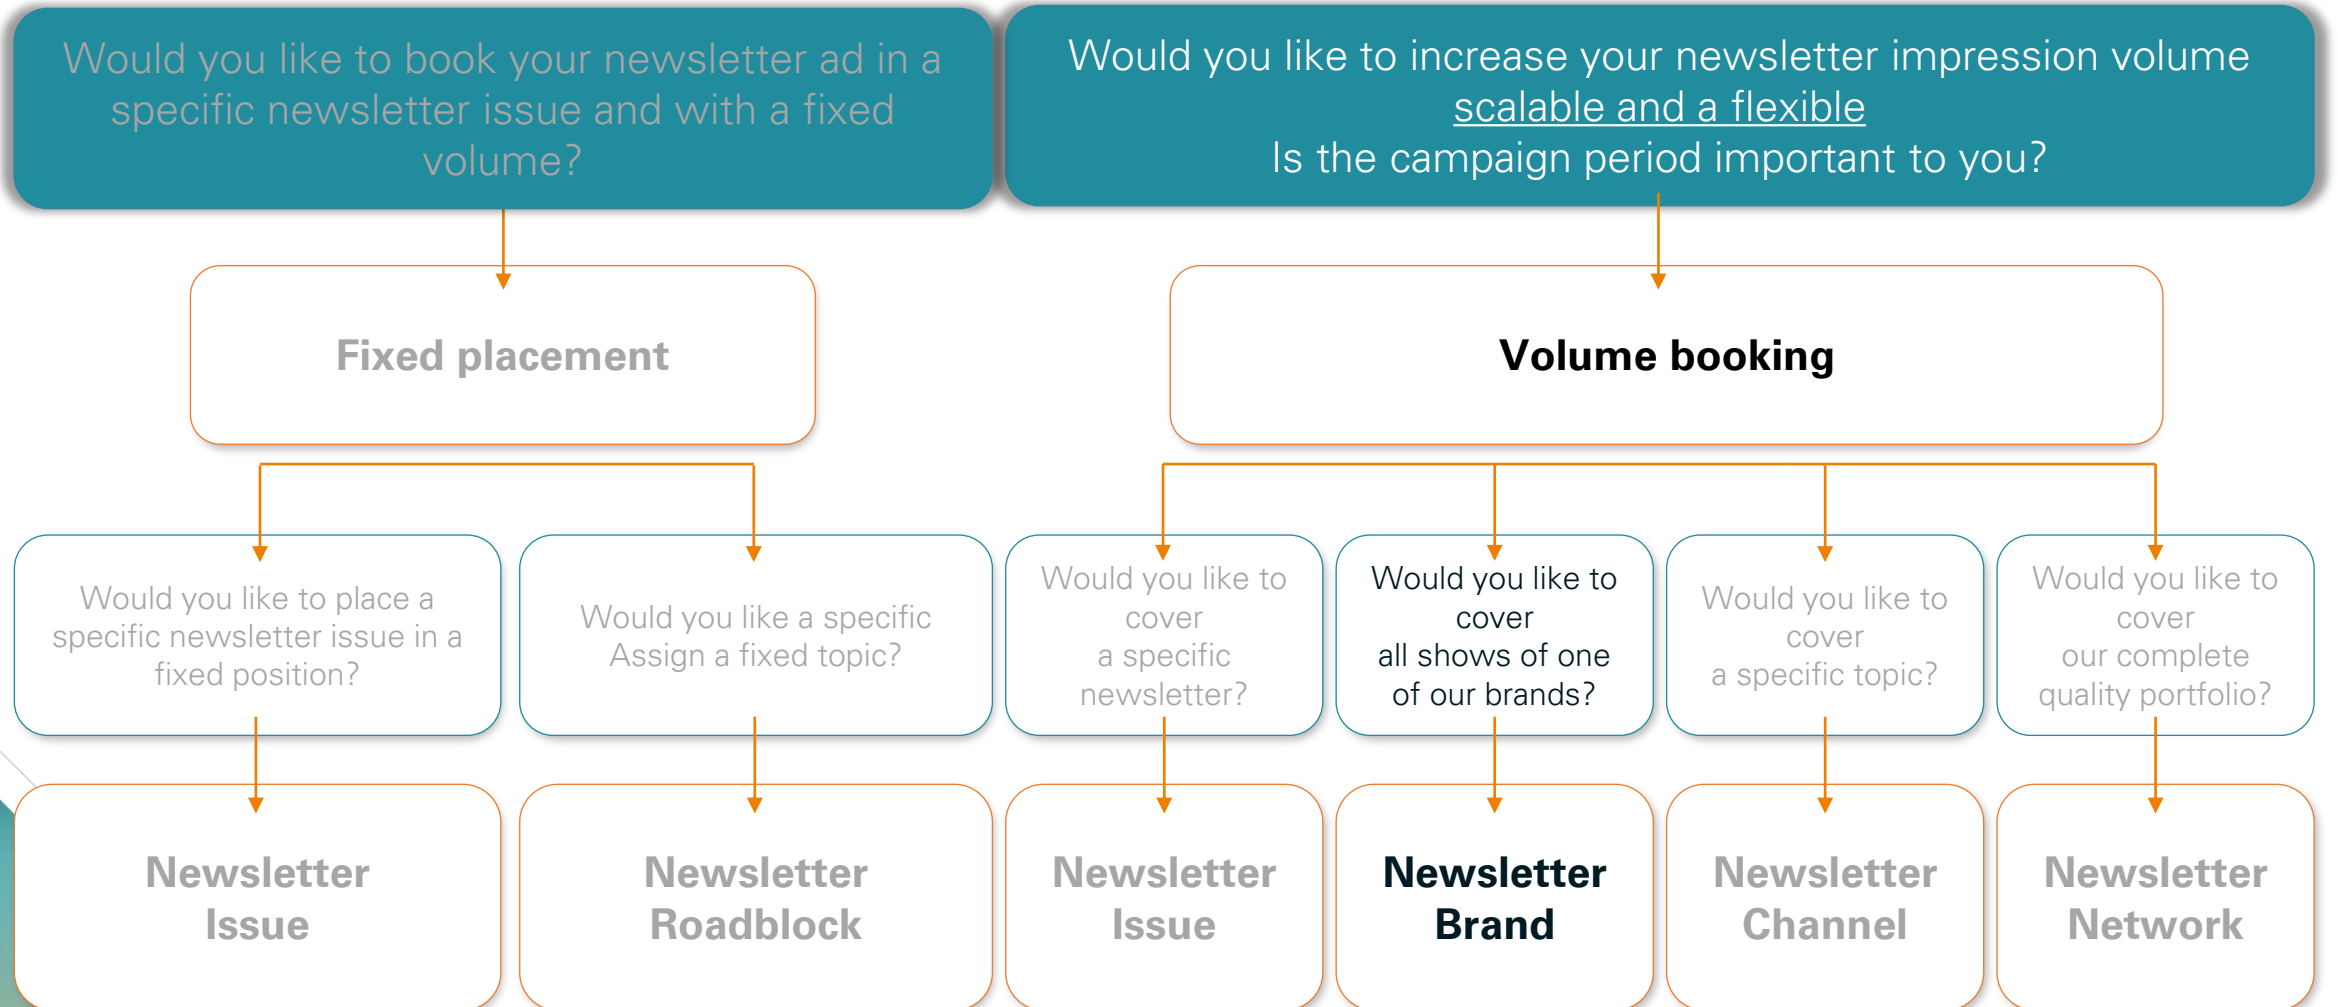 Would you like to book your newsletter ad in a
specific newsletter issue and with a fixed
volume?
Would you like to increase your newsletter impression volume
scalable and a flexible
Is the campaign period important to you?
Fixed placement
Volume booking
Would you like to place a
specific newsletter issue in a
fixed position?
Would you like a specific
Assign a fixed topic?
Would you like to
cover
a specific
newsletter?
Would you like to
cover
all shows of one
of our brands?
Would you like to
cover
a specific topic?
Would you like to
cover
our complete
quality portfolio?
Newsletter
Issue
Newsletter
Roadblock
Newsletter
Issue
Newsletter
Brand
Newsletter
Channel
Newsletter
Network